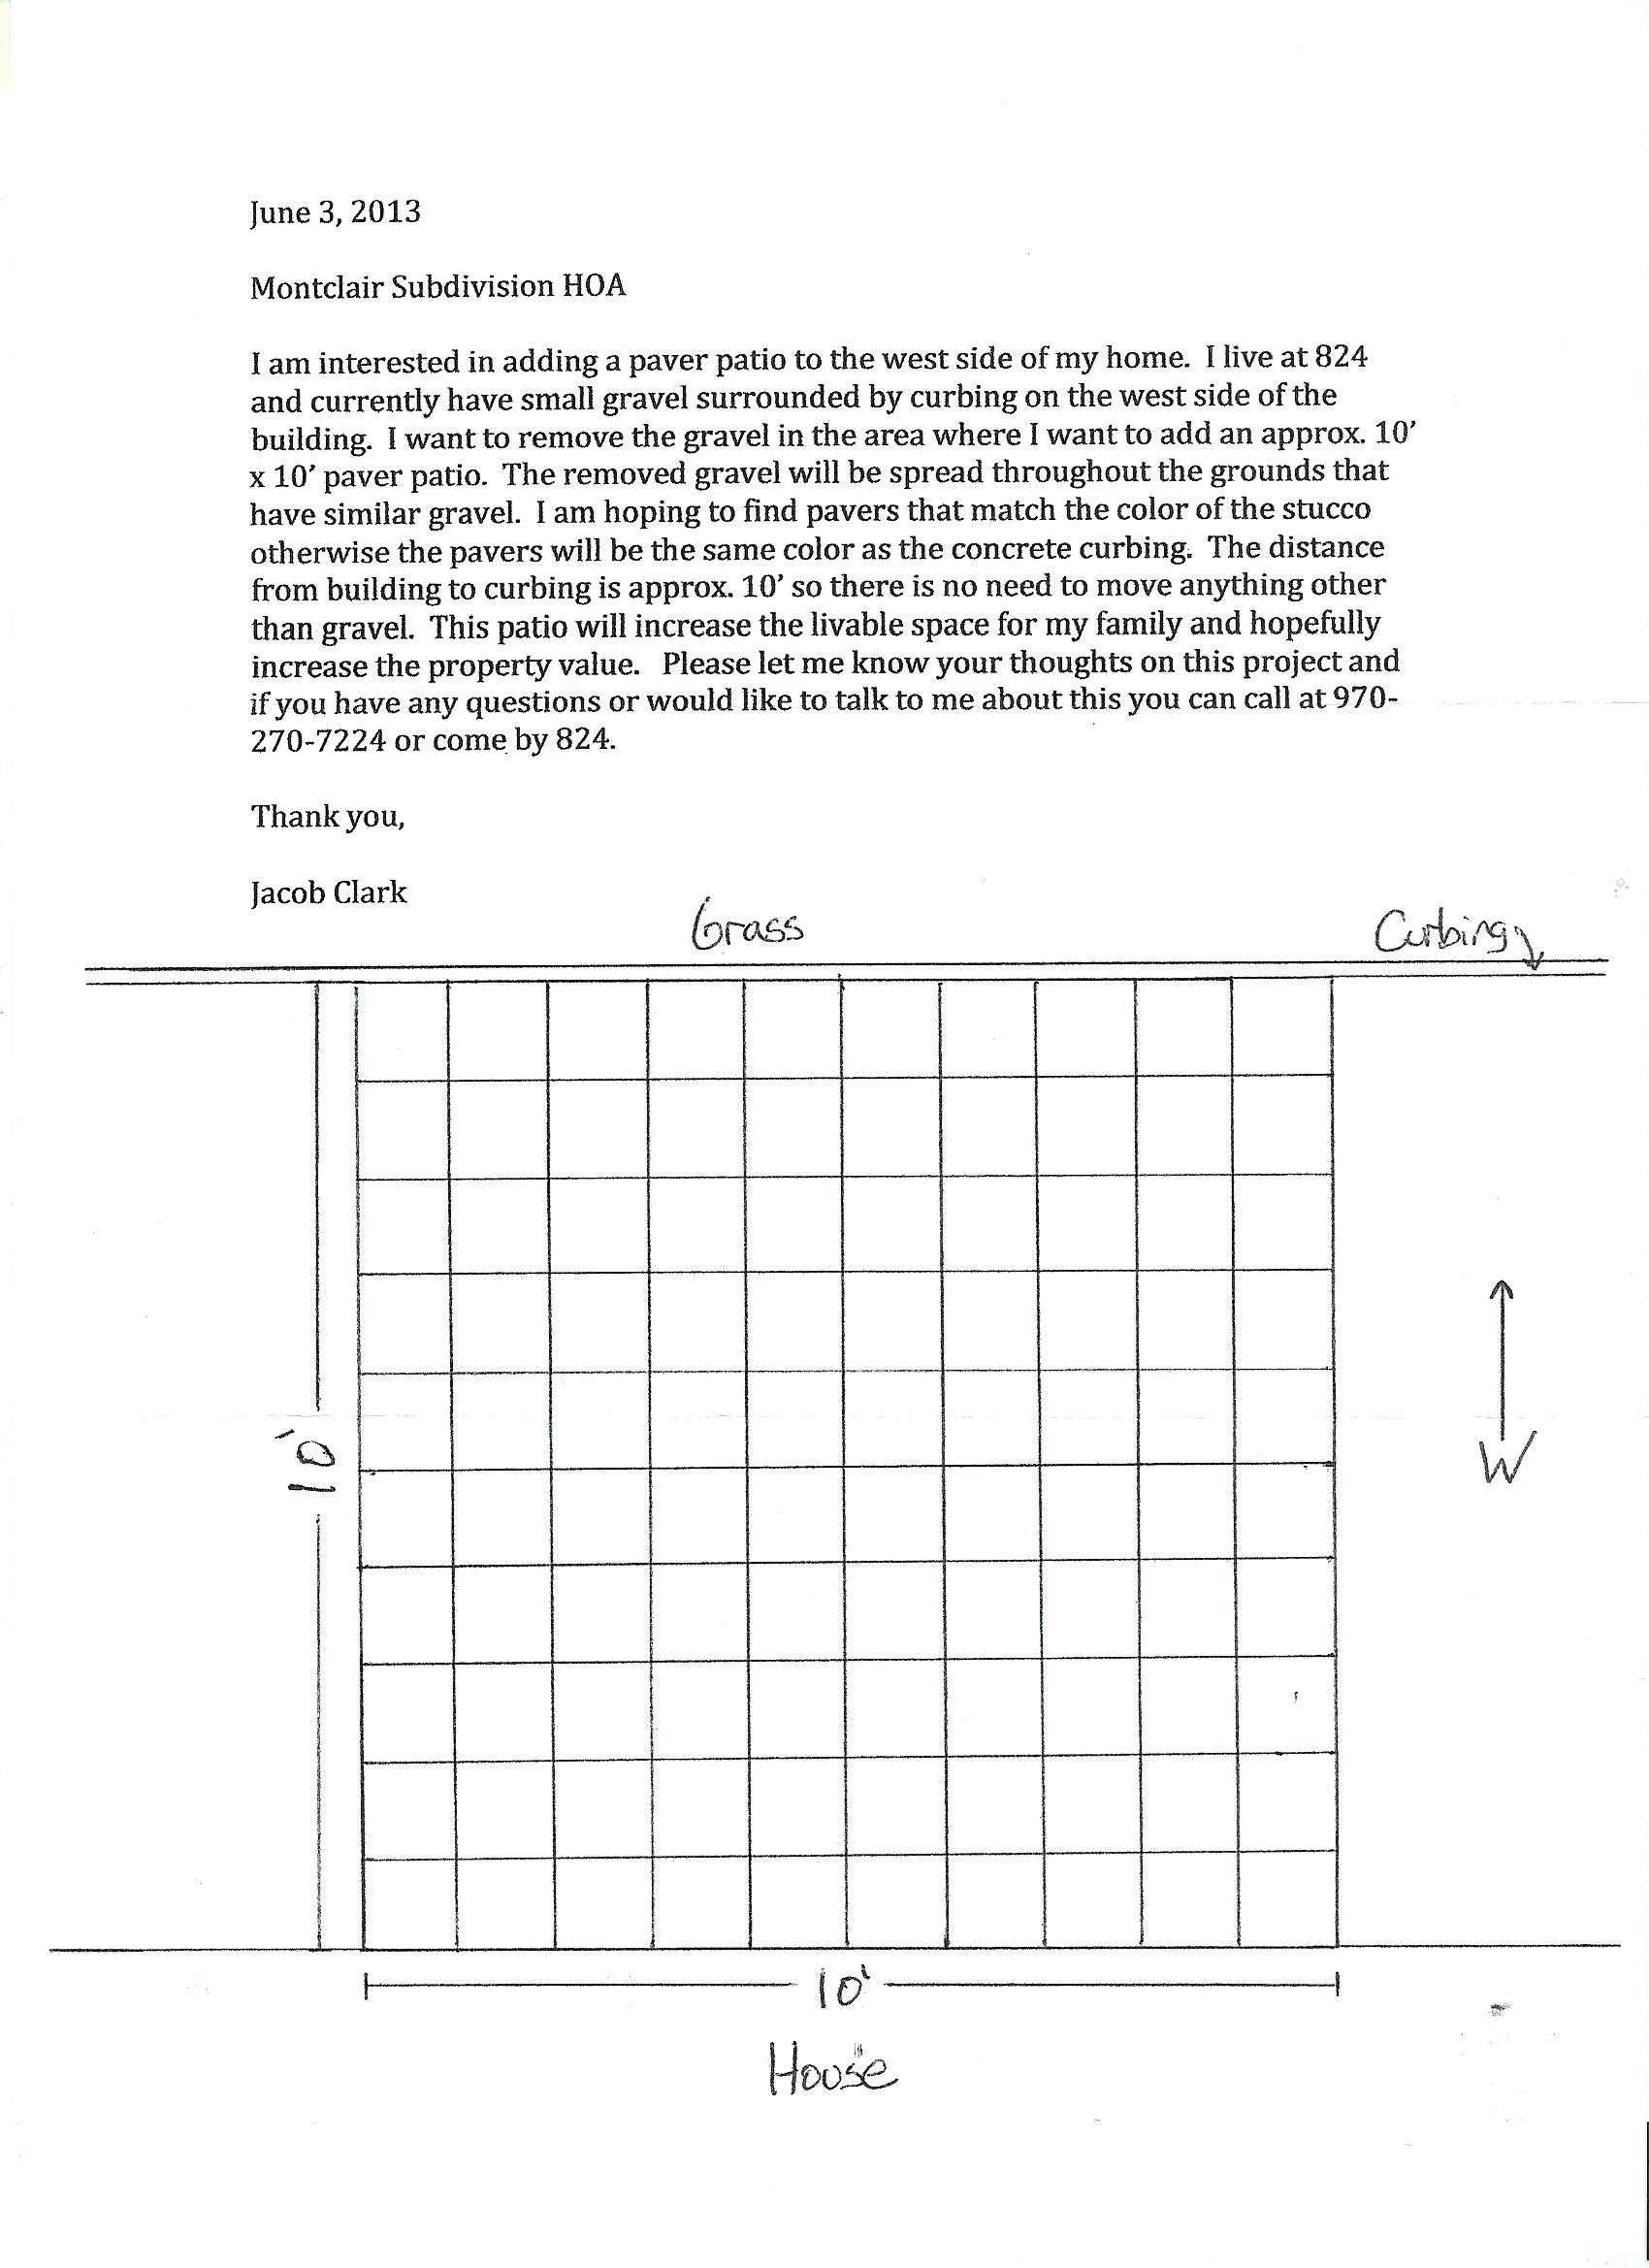 June 3, 2013
Montclair Subdivision HOA
I am interested in adding a paver patio to the west side of my home.  I live at 824
and currently have small gravel surrounded by curbing on the west side of the
building.  I want to remove the gravel in the area where I want to add an approx. 10’
x 10’ paver patio.  The removed gravel will be spread throughout the grounds that
have similar gravel.  I am hoping to find pavers that match the color of the stucco
otherwise the pavers will be the same color as the concrete curbing.  The distance
from building to curbing is approx. 10’ so there is no need to move anything other
than gravel.  This patio will increase the livable space for my family and hopefully
increase the property value.   Please let me know your thoughts on this project and
if you have any questions or would like to talk to me about this you can call at 970-
270-7224 or come by 824.
Thank you,
Jacob Clark
Grass
Curbing
10'
W
10'
House